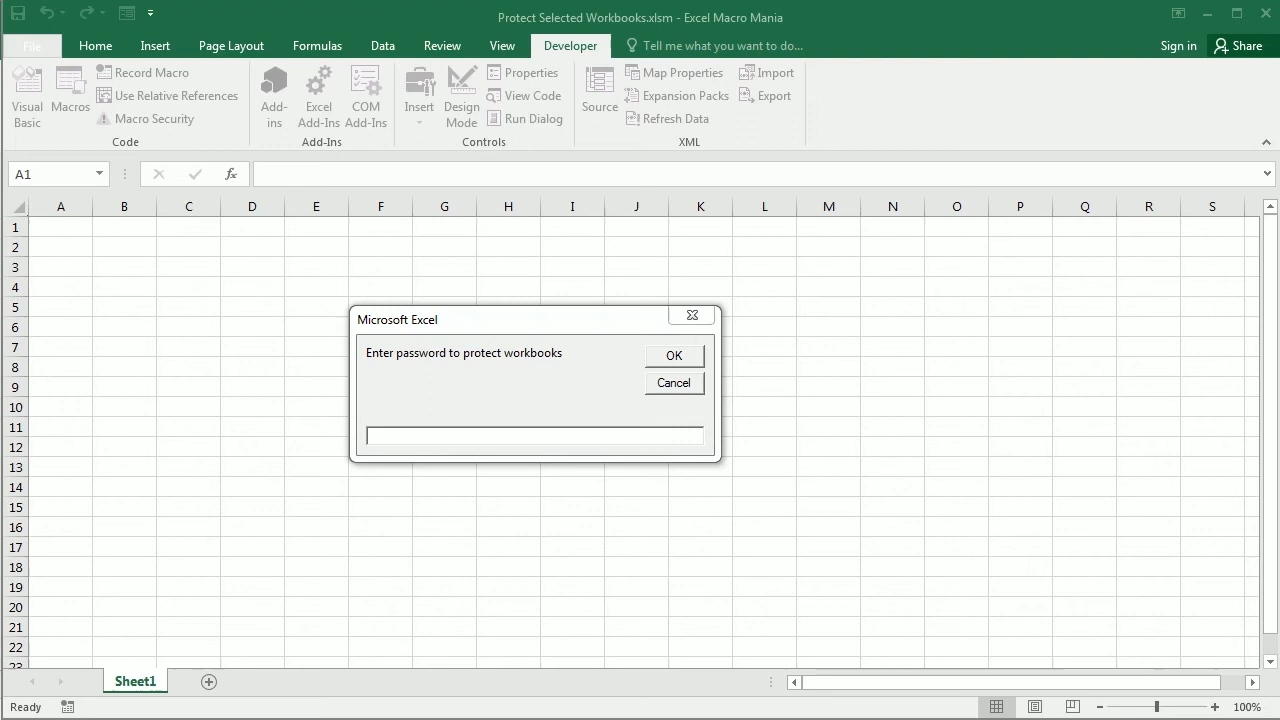 Protect Selected Workbooks.xlsm - Excel Macro Mania
File Home Insert Page Layout Formulas Data Review View Developer Tell me what you want to do... Sign in Share
Visual Basic
Macros
Record Macro
Use Relative References
Macro Security
Code
Add-ins
Excel Add-Ins
COM Add-Ins
Add-Ins
Insert
Design Mode
Properties
View Code
Run Dialog
Controls
Source
Map Properties
Expansion Packs
Refresh Data
Import
Export
XML
A1 fx
A B C D E F G H I J K L M N O P Q R S
1
2
3
4
5
6
7
8
9
10
11
12
13
14
15
16
17
18
19
20
21
22
23
Microsoft Excel
Enter password to protect workbooks
OK
Cancel
Sheet1
Ready 100%